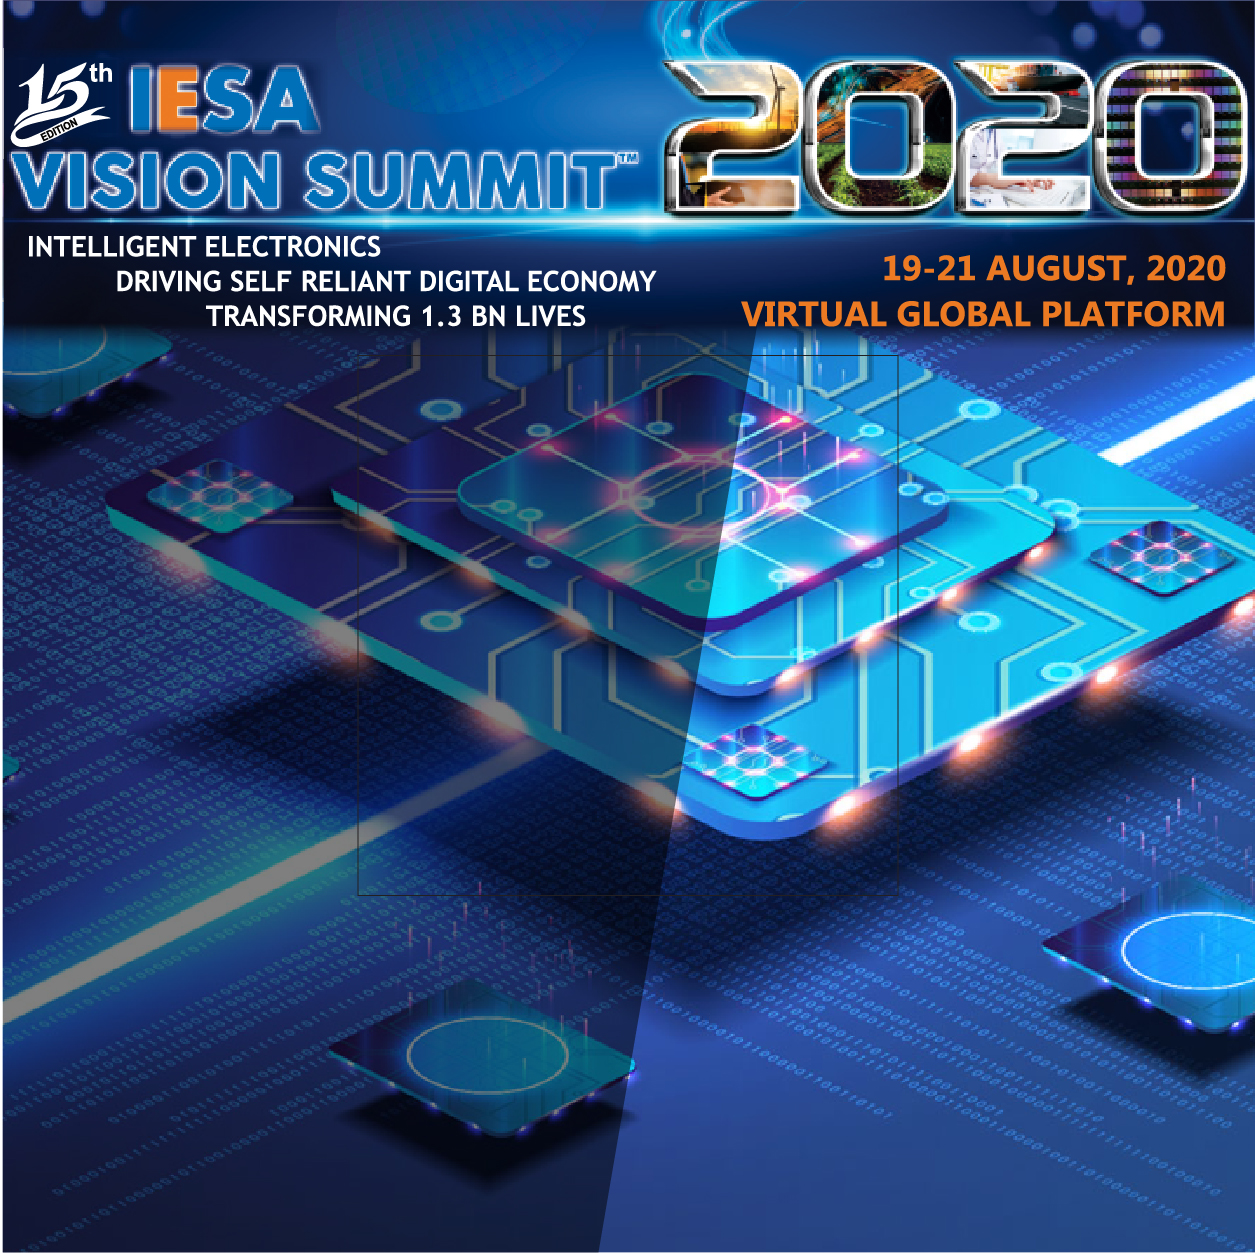 15th
EDITION
IESA
VISION SUMMIT™
2020
INTELLIGENT ELECTRONICS
DRIVING SELF RELIANT DIGITAL ECONOMY
TRANSFORMING 1.3 BN LIVES
19-21 AUGUST, 2020
VIRTUAL GLOBAL PLATFORM